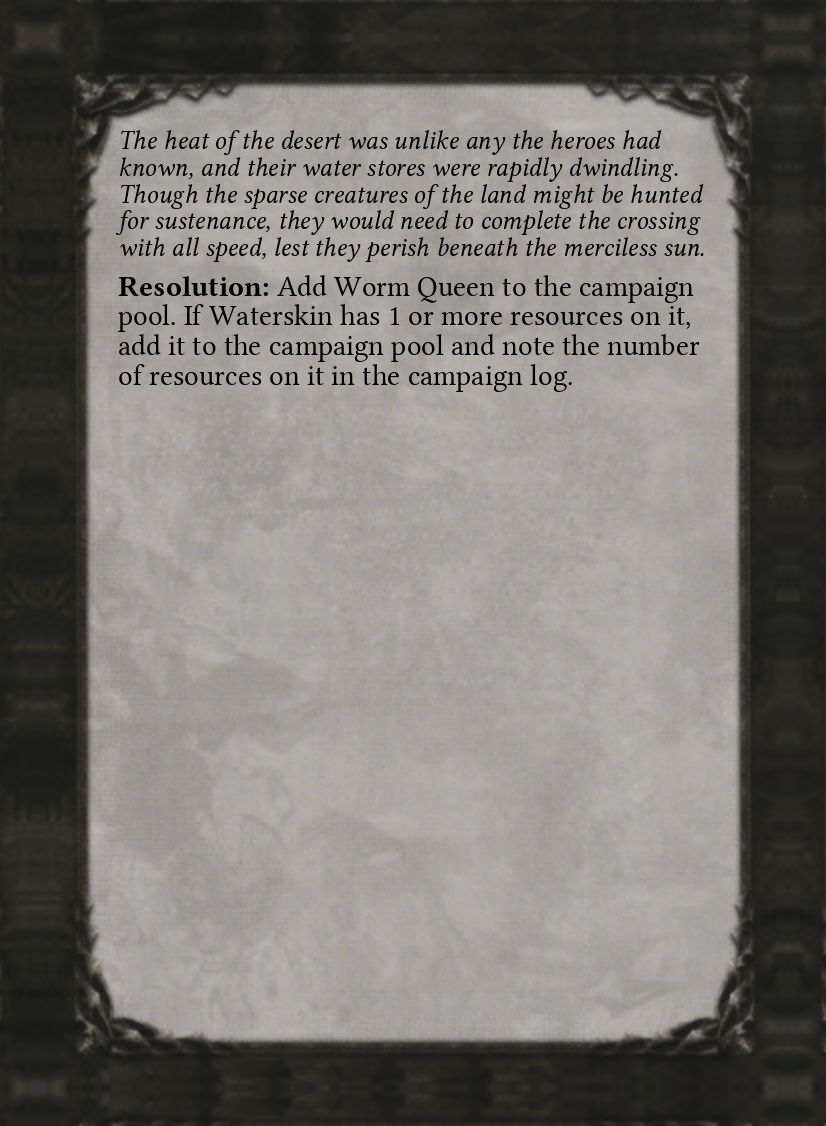 The heat of the desert was unlike any the heroes had
known, and their water stores were rapidly dwindling.
Though the sparse creatures of the land might be hunted
for sustenance, they would need to complete the crossing
with all speed, lest they perish beneath the merciless sun.
Resolution: Add Worm Queen to the campaign
pool. If Waterskin has 1 or more resources on it,
add it to the campaign pool and note the number
of resources on it in the campaign log.